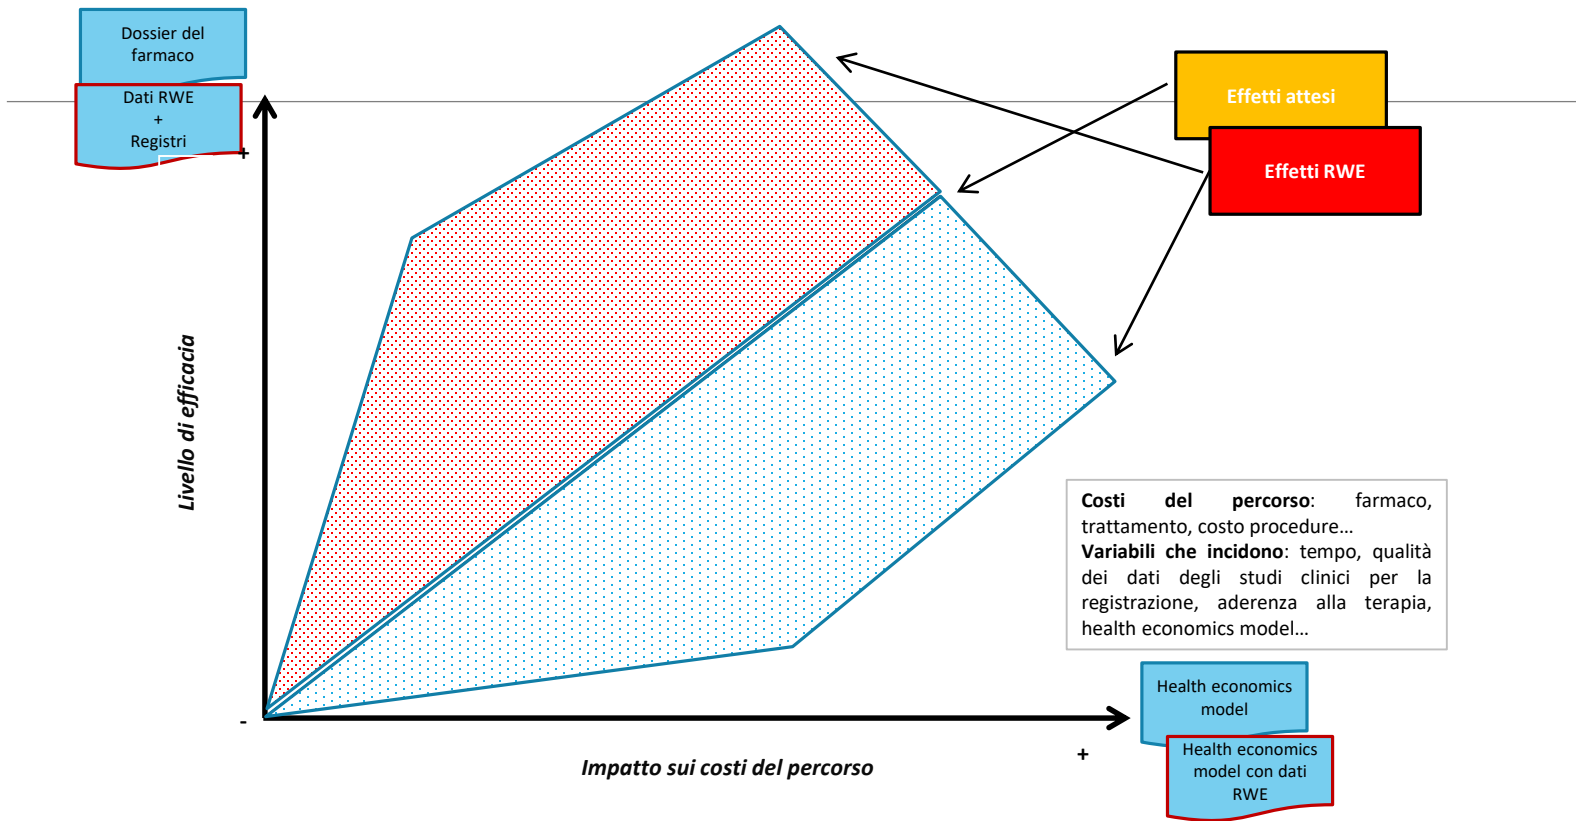 Dossier del
farmaco
Dati RWE
+
Registri
+
Effetti attesi
Effetti RWE
Livello di efficacia
Costi del percorso: farmaco,
trattamento, costo procedure…
Variabili che incidono: tempo, qualità
dei dati degli studi clinici per la
registrazione, aderenza alla terapia,
health economics model…
-
+
Impatto sui costi del percorso
Health economics
model
Health economics
model con dati
RWE